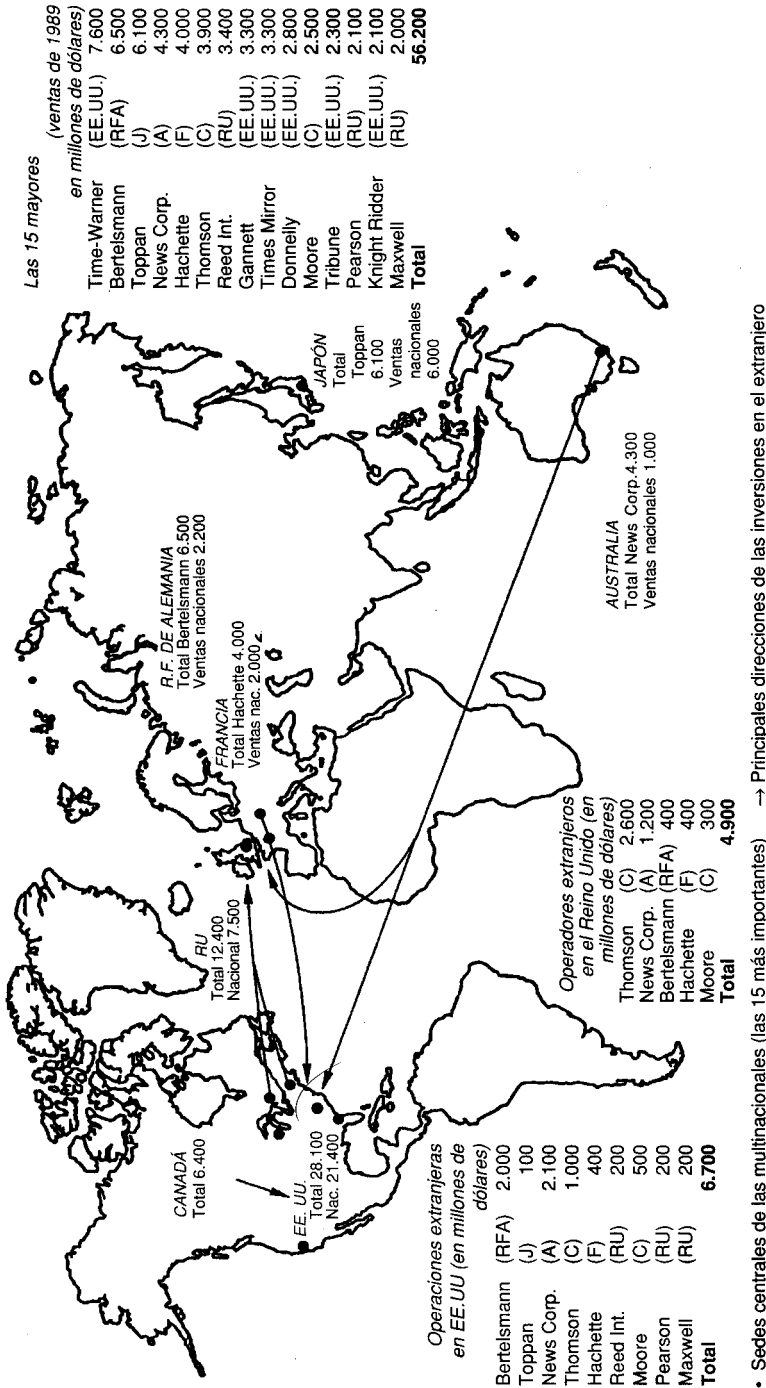 Las 15 mayores
(ventas de 1989
en millones de dólares)
Time-Warner (EE.UU.) 7.600
Bertelsmann (RFA) 6.500
Toppan (J) 6.100
News Corp. (A) 4.300
Hachette (F) 4.000
Thomson (C) 3.900
Reed Int. (RU) 3.400
Gannett (EE.UU.) 3.300
Times Mirror (EE.UU.) 3.300
Donnelly (EE.UU.) 2.800
Moore (C) 2.500
Tribune (EE.UU.) 2.300
Pearson (RU) 2.100
Knight Ridder (EE.UU.) 2.100
Maxwell (RU) 2.000
Total 56.200
JAPÓN
Total
Toppan
6.100
Ventas
nacionales
6.000
R.F. DE ALEMANIA
Total Bertelsmann 6.500
Ventas nacionales 2.200
FRANCIA
Total Hachette 4.000
Ventas nac. 2.000
RU
Total 12.400
Nacional 7.500
CANADÁ
Total 6.400
EE. UU.
Total 28.100
Nac. 21.400
AUSTRALIA
Total News Corp. 4.300
Ventas nacionales 1.000
Operaciones extranjeras
en EE.UU (en millones de
dólares)
Bertelsmann (RFA) 2.000
Toppan (J) 100
News Corp. (A) 2.100
Thomson (C) 1.000
Hachette (F) 400
Reed Int. (RU) 200
Moore (C) 500
Pearson (RU) 200
Maxwell (RU) 200
Total 6.700
Operadores extranjeros
en el Reino Unido (en
millones de dólares)
Thomson (C) 2.600
News Corp. (A) 1.200
Bertelsmann (RFA) 400
Hachette (F) 400
Moore (C) 300
Total 4.900
• Sedes centrales de las multinacionales (las 15 más importantes) → Principales direcciones de las inversiones en el extranjero